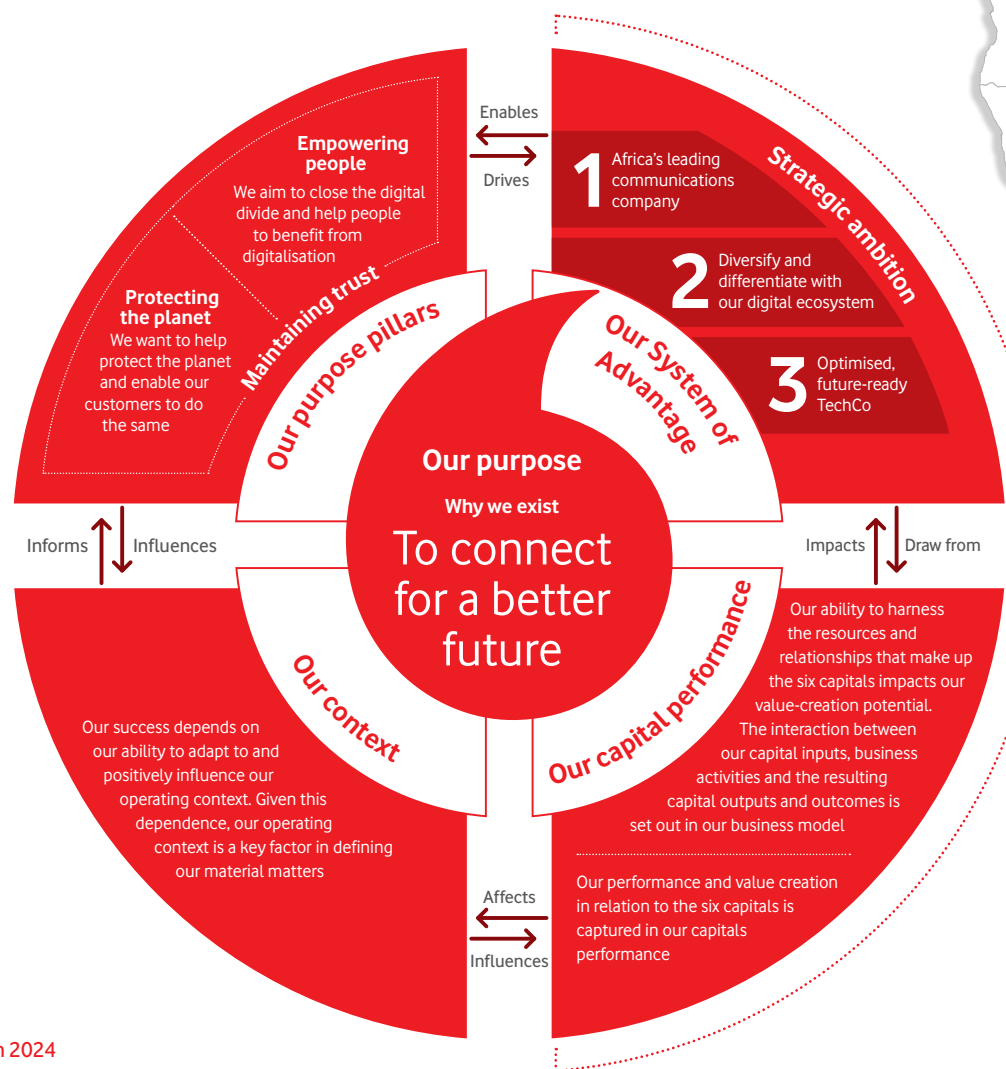 Enables
Drives
Empowering
people
We aim to close the digital
divide and help people
to benefit from
digitalisation
Protecting
the planet
We want to help
protect the planet
and enable our
customers to do
the same
Maintaining trust
Our purpose pillars
Strategic ambition
1 Africa's leading
communications
company
2 Diversify and
differentiate with
our digital ecosystem
3 Optimised,
future-ready
TechCo
Our System of
Advantage
Our purpose
Why we exist
To connect
for a better
future
Informs
Influences
Impacts
Draw from
Our context
Our success depends on
our ability to adapt to and
positively influence our
operating context. Given this
dependence, our operating
context is a key factor in defining
our material matters
Our capital performance
Our ability to harness
the resources and
relationships that make up
the six capitals impacts our
value-creation potential.
The interaction between
our capital inputs, business
activities and the resulting
capital outputs and outcomes is
set out in our business model
Our performance and value creation
in relation to the six capitals is
captured in our capitals
performance
Affects
Influences
2024